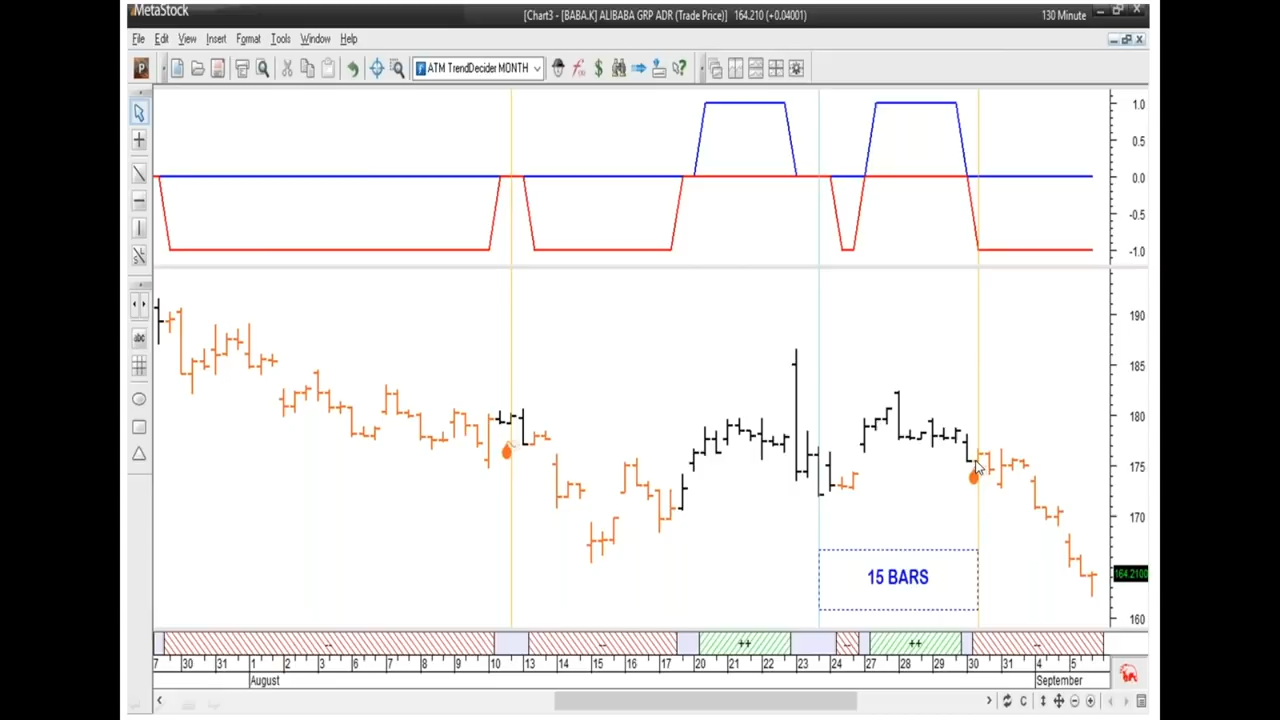 MetaStock
[Chart3 - [BABA.K] ALIBABA GRP ADR (Trade Price)] 164.210 (+0.04001)
130 Minute
File Edit View Insert Format Tools Window Help
ATM TrendDecider MONTH
1.0
0.5
0.0
-0.5
-1.0
190
185
180
175
170
164.2100
160
15 BARS
-- -- ++ -- ++ --
7 30 31 1 2 3 6 7 8 9 10 13 14 15 16 17 20 21 22 23 24 27 28 29 30 31 4 5
August September